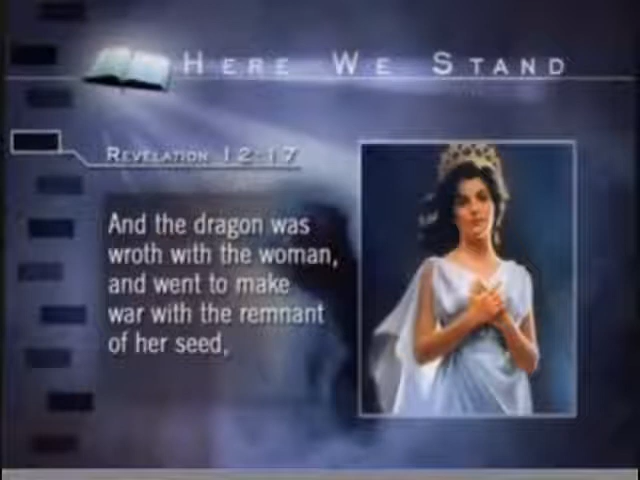 Here We Stand
Revelation 12:17
And the dragon was
wroth with the woman,
and went to make
war with the remnant
of her seed,